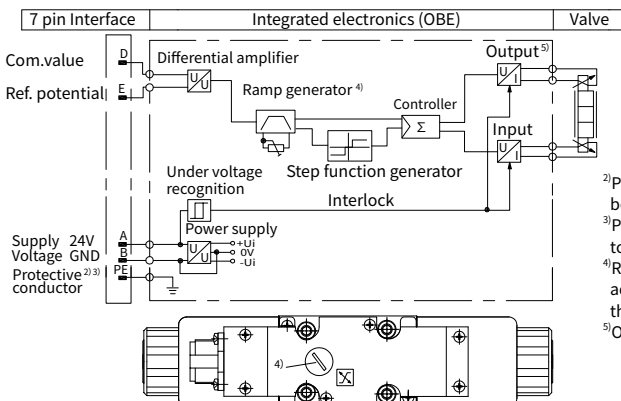 7 pin Interface Integrated electronics (OBE) Valve
Com.value D Differential amplifier Output⁵⁾
U U
U I
Ref. potential E Ramp generator ⁴⁾
Controller
Σ
Input
U I
Step function generator
Under voltage
recognition
Interlock
Power supply
Supply 24V A
U U
+Ui
0V
-Ui
Voltage GND B
Protective ²⁾ ³⁾ PE
conductor
²⁾P
be
³⁾P
to
⁴⁾R
ac
th
⁵⁾O
4)